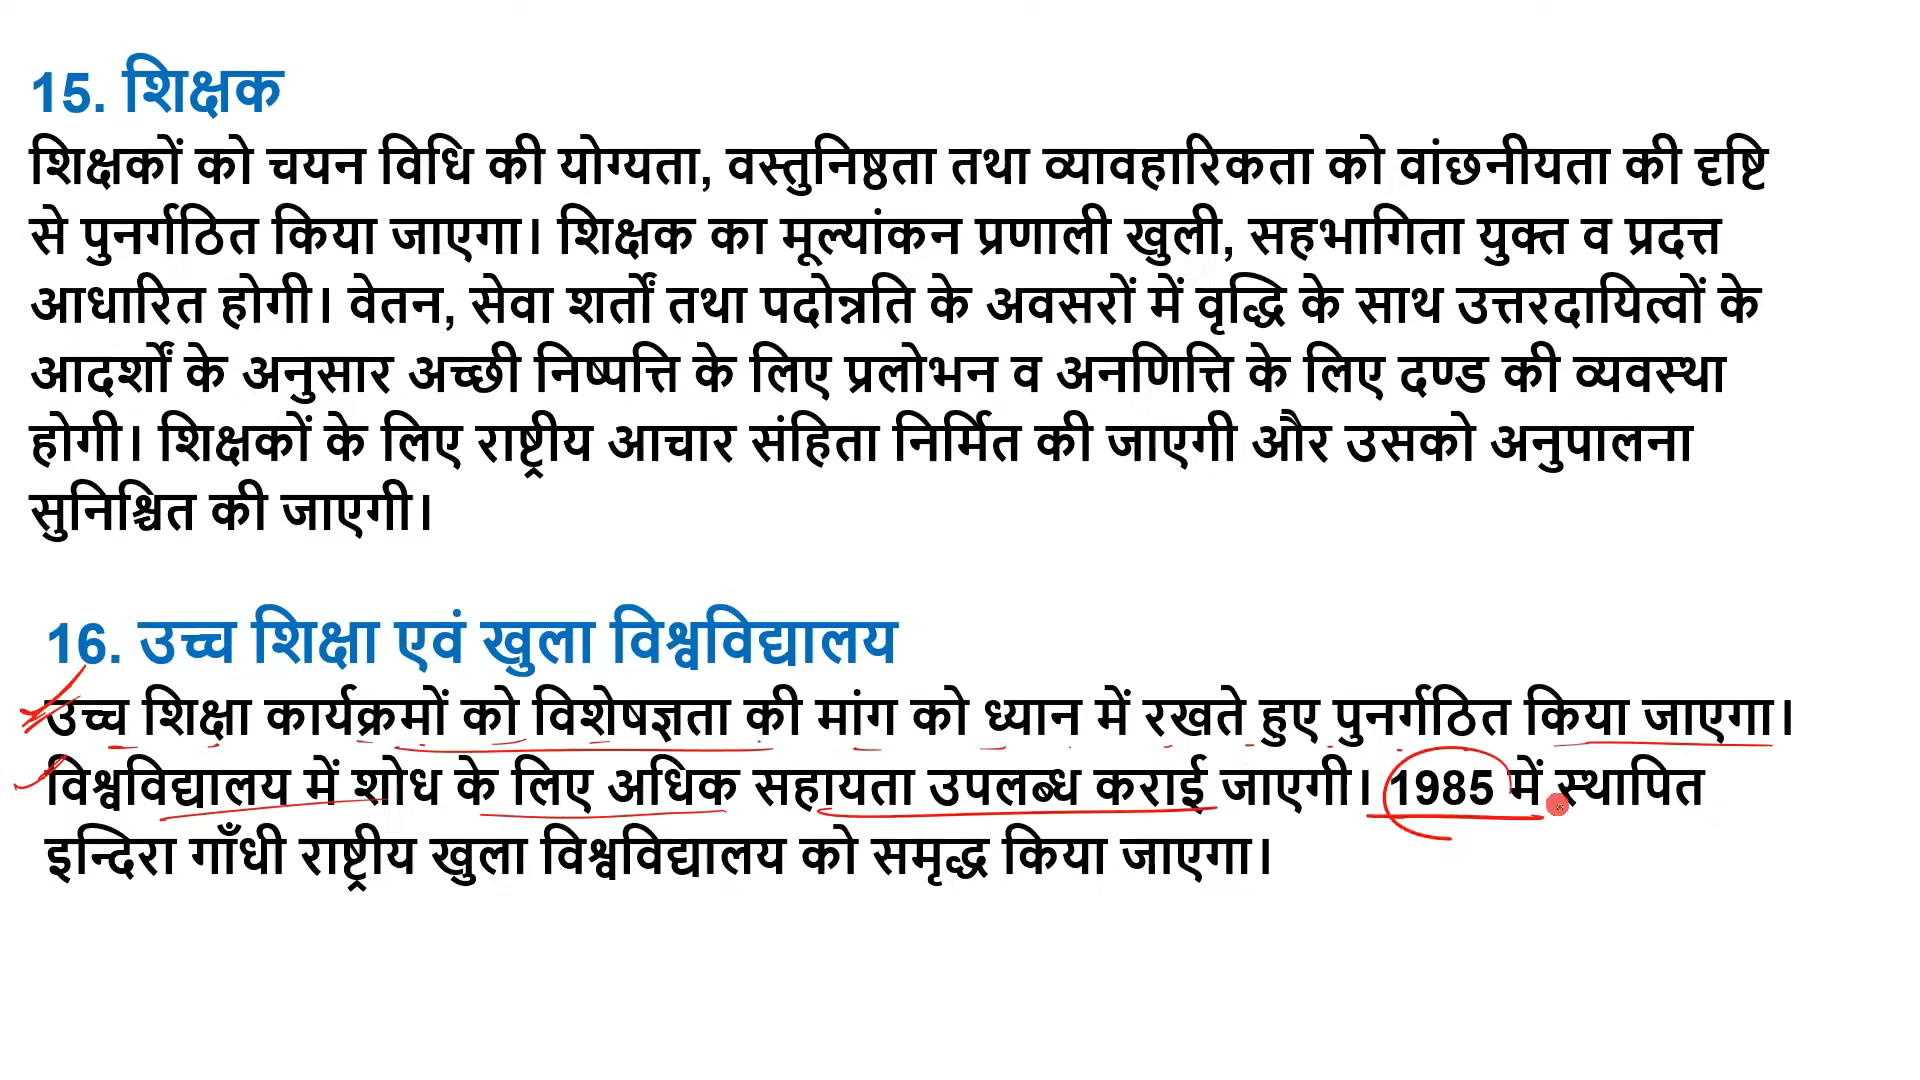 15. शिक्षक
शिक्षकों को चयन विधि की योग्यता, वस्तुनिष्ठता तथा व्यावहारिकता को वांछनीयता की दृष्टि
से पुनर्गठित किया जाएगा। शिक्षक का मूल्यांकन प्रणाली खुली, सहभागिता युक्त व प्रदत्त
आधारित होगी। वेतन, सेवा शर्तों तथा पदोन्नति के अवसरों में वृद्धि के साथ उत्तरदायित्वों के
आदर्शों के अनुसार अच्छी निष्पत्ति के लिए प्रलोभन व अनणित्ति के लिए दण्ड की व्यवस्था
होगी। शिक्षकों के लिए राष्ट्रीय आचार संहिता निर्मित की जाएगी और उसको अनुपालना
सुनिश्चित की जाएगी।
16. उच्च शिक्षा एवं खुला विश्वविद्यालय
उच्च शिक्षा कार्यक्रमों को विशेषज्ञता की मांग को ध्यान में रखते हुए पुनर्गठित किया जाएगा।
विश्वविद्यालय में शोध के लिए अधिक सहायता उपलब्ध कराई जाएगी। 1985 में स्थापित
इन्दिरा गाँधी राष्ट्रीय खुला विश्वविद्यालय को समृद्ध किया जाएगा।